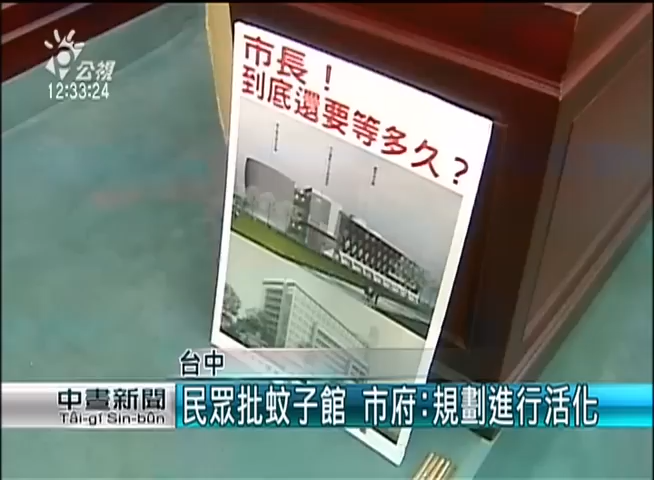 公視
12:33:24
市長！
到底還要等多久？
台中
中晝新聞
Tâi-gí Sin-bûn
民眾批蚊子館 市府：規劃進行活化